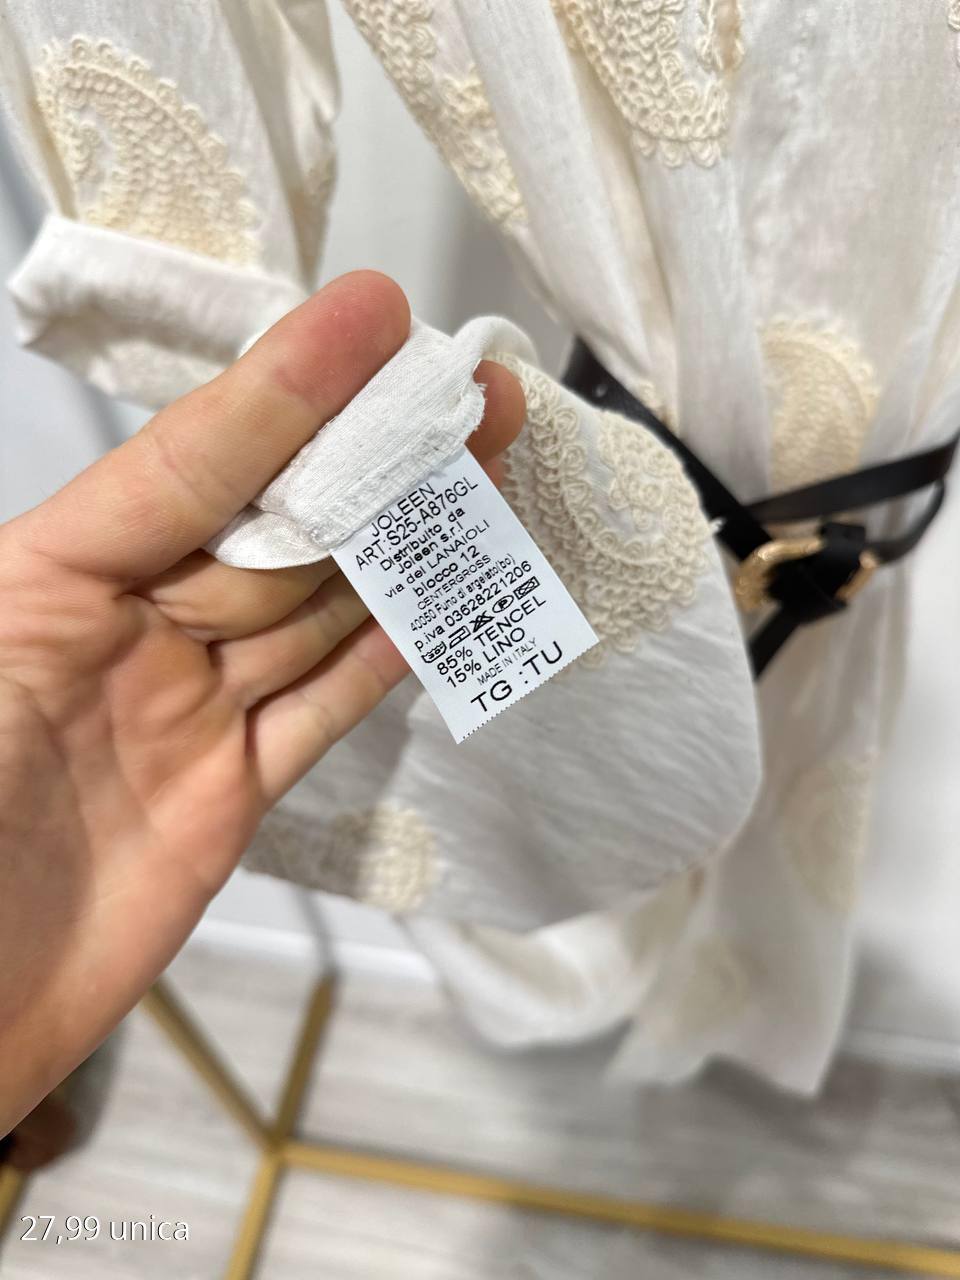 JOLEEN
ART:S25-A876GL
Distribuito da
Joleen s.r.l
via dei LANAIOLI
blocco 12
CENTERGROSS
40050 Funo di argelato(bo)
p.iva 03628221206
85% TENCEL
15% LINO
MADE IN ITALY
TG :TU
27,99 unica